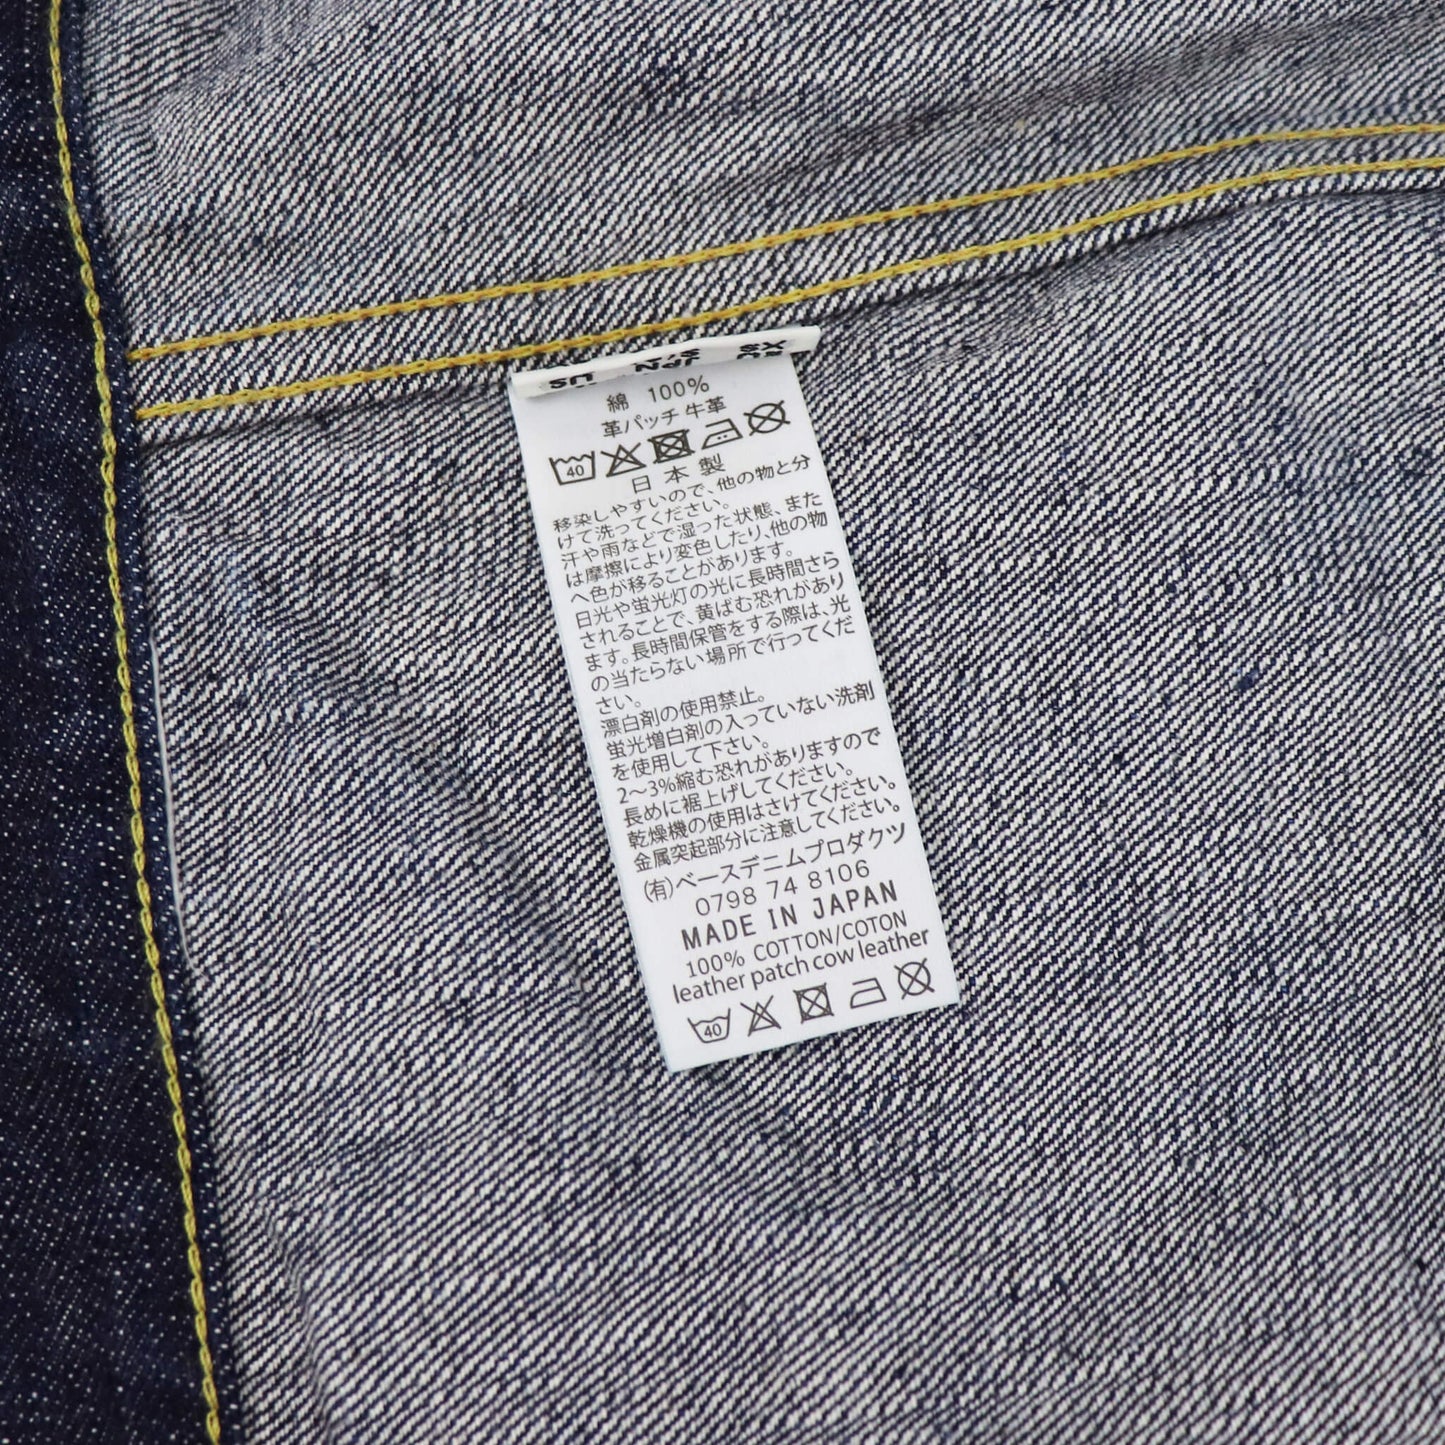 綿 100%
革パッチ 牛革
40
日本製
移染しやすいので、他の物と分
けて洗ってください。
汗や雨などで湿った状態、また
は摩擦により変色したり、他の物
へ色が移ることがあります。
日光や蛍光灯の光に長時間さら
されることで、黄ばむ恐れがあり
ます。長時間保管をする際は、光
の当たらない場所で行ってくだ
さい。
漂白剤の使用禁止。
蛍光増白剤の入っていない洗剤
を使用して下さい。
2〜3%縮む恐れがありますので
長めに裾上げしてください。
乾燥機の使用はさけてください。
金属突起部分に注意してください。
(有)ベースデニムプロダクツ
0798 74 8106
MADE IN JAPAN
100% COTTON/COTON
leather patch cow leather
40